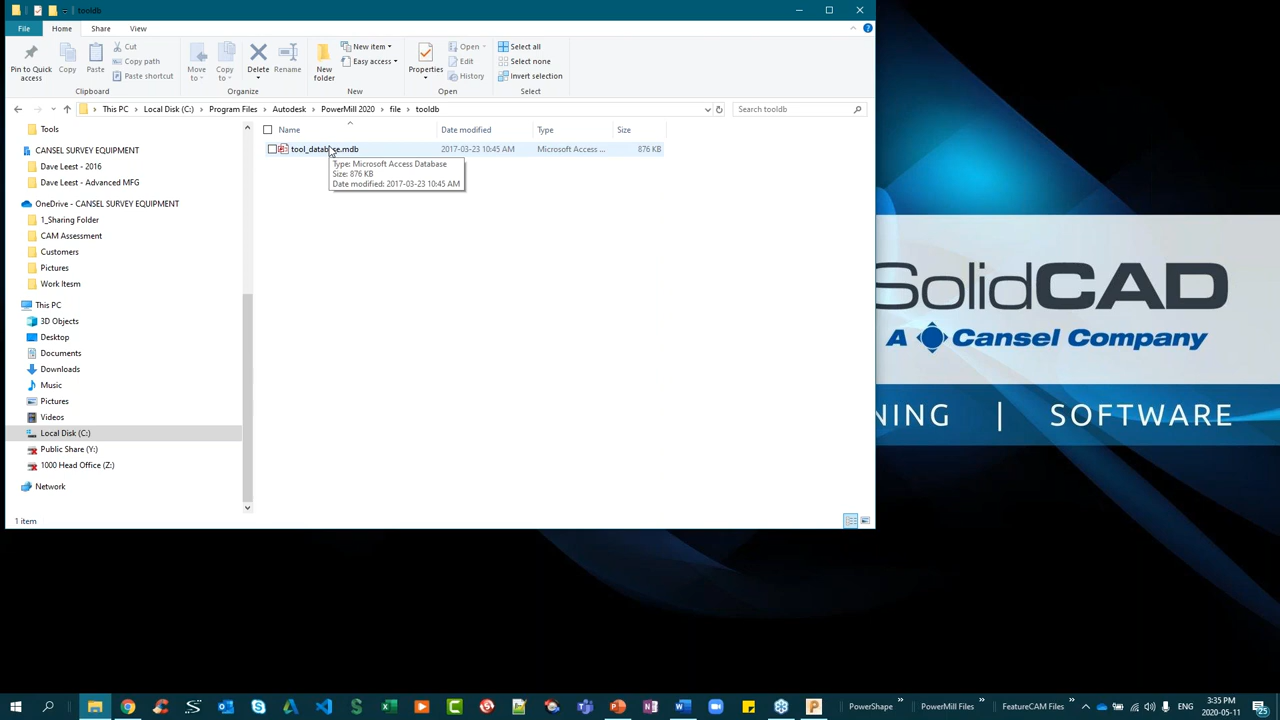 tooldb
File Home Share View
Pin to Quick access
Copy
Paste
Cut
Copy path
Paste shortcut
Clipboard
Move to
Copy to
Delete
Rename
Organize
New folder
New item
Easy access
New
Properties
Open
Edit
History
Open
Select all
Select none
Invert selection
Select
This PC > Local Disk (C:) > Program Files > Autodesk > PowerMill 2020 > file > tooldb
Search tooldb
Name Date modified Type Size
tool_database.mdb 2017-03-23 10:45 AM Microsoft Access ... 876 KB
Type: Microsoft Access Database
Size: 876 KB
Date modified: 2017-03-23 10:45 AM
Tools
CANSEL SURVEY EQUIPMENT
Dave Leest - 2016
Dave Leest - Advanced MFG
OneDrive - CANSEL SURVEY EQUIPMENT
1_Sharing Folder
CAM Assessment
Customers
Pictures
Work Itesm
This PC
3D Objects
Desktop
Documents
Downloads
Music
Pictures
Videos
Local Disk (C:)
Public Share (Y:)
1000 Head Office (Z:)
Network
1 item
SolidCAD
A Cansel Company
NING | SOFTWARE
PowerShape
PowerMill Files
FeatureCAM Files
ENG
3:35 PM
2020-05-11
25